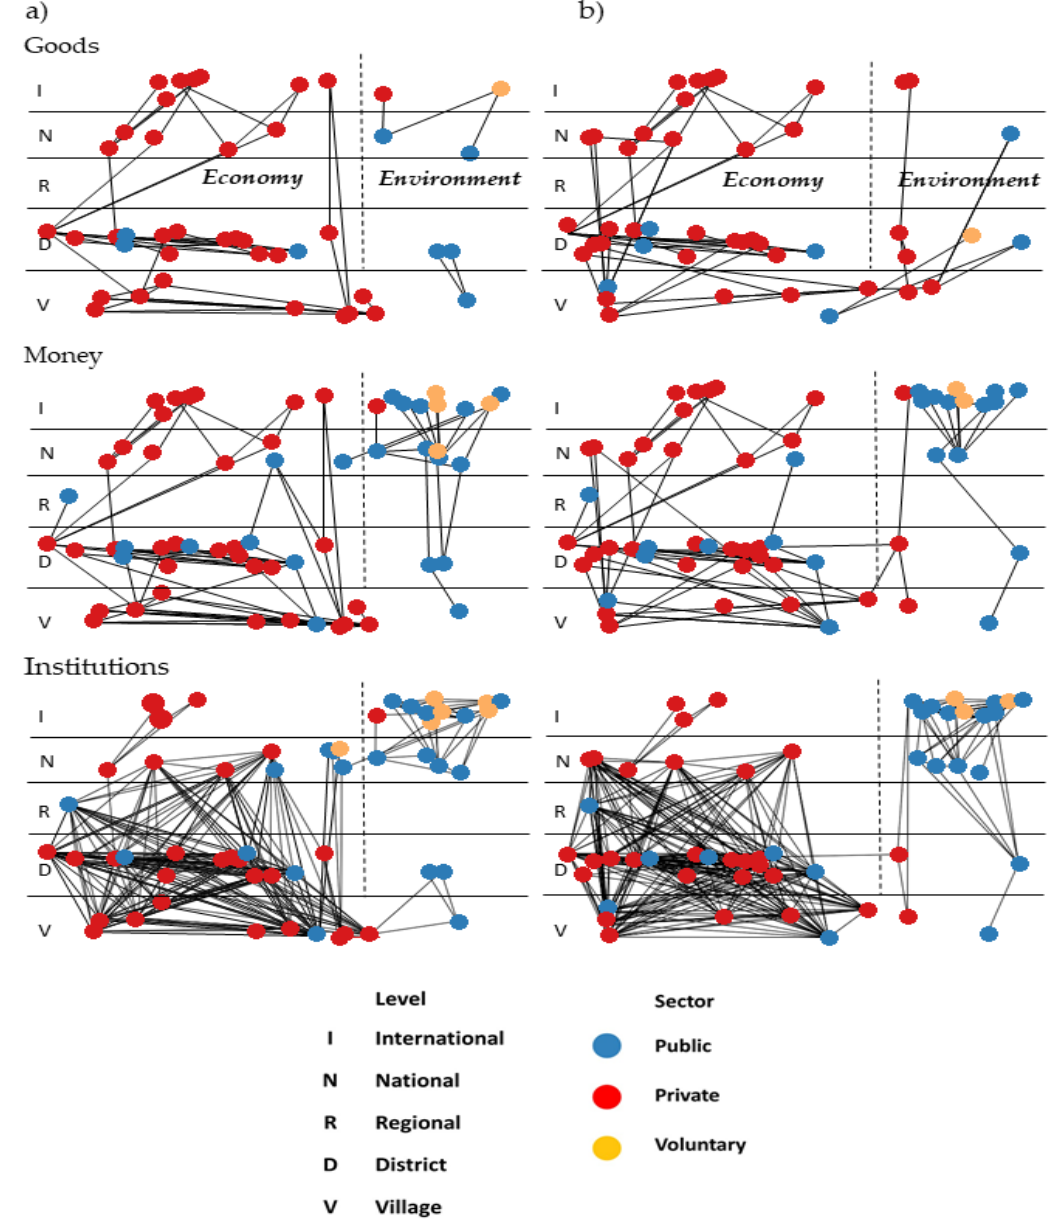 a) b)
Goods
I I
N N
Economy Environment Economy Environment
R R
D D
V V
Money
I I
N N
R R
D D
V V
Institutions
I I
N N
R R
D D
V V
Level Sector
I International Public
N National Private
R Regional Voluntary
D District
V Village